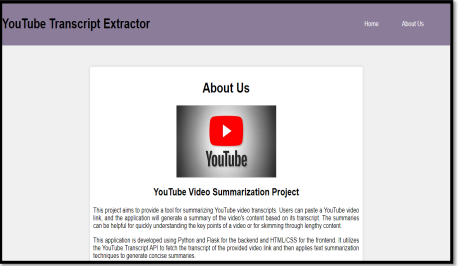 YouTube Transcript Extractor
Home
About Us
About Us
YouTube
YouTube Video Summarization Project
This project aims to provide a tool for summarizing YouTube video transcripts. Users can paste a YouTube video
link, and the application will generate a summary of the video's content based on its transcript. The summaries
can be helpful for quickly understanding the key points of a video or for skimming through lengthy content.
This application is developed using Python and Flask for the backend and HTML/CSS for the frontend. It utilizes
the YouTube Transcript API to fetch the transcript of the provided video link and then applies text summarization
techniques to generate concise summaries.